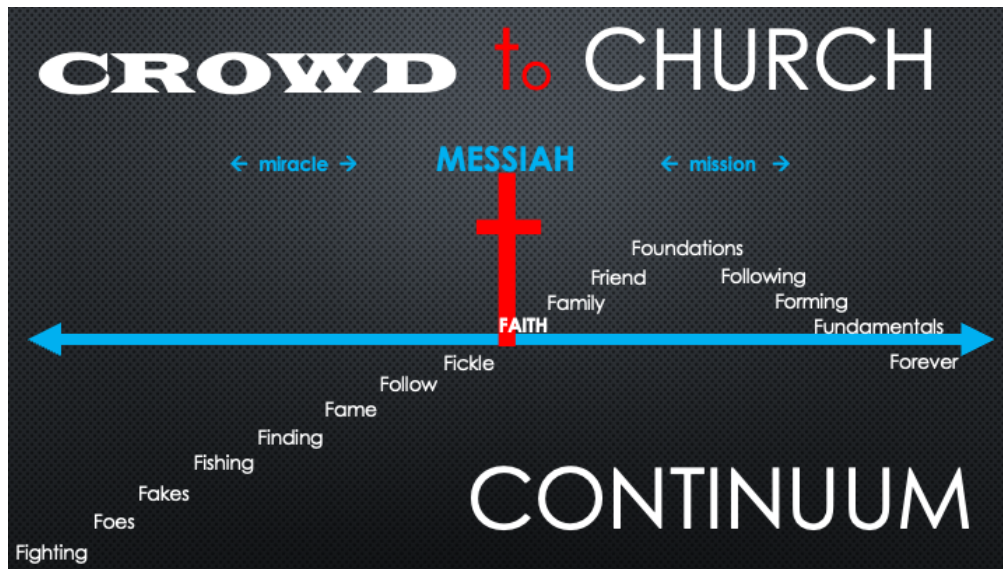 CROWD to CHURCH
← miracle → MESSIAH ← mission →
Foundations
Friend Following
Family Forming
FAITH Fundamentals
Fickle Forever
Follow
Fame
Finding
Fishing
Fakes
CONTINUUM
Foes
Fighting